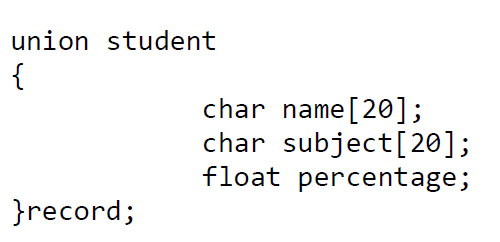 union student
{
char name[20];
char subject[20];
float percentage;
}record;